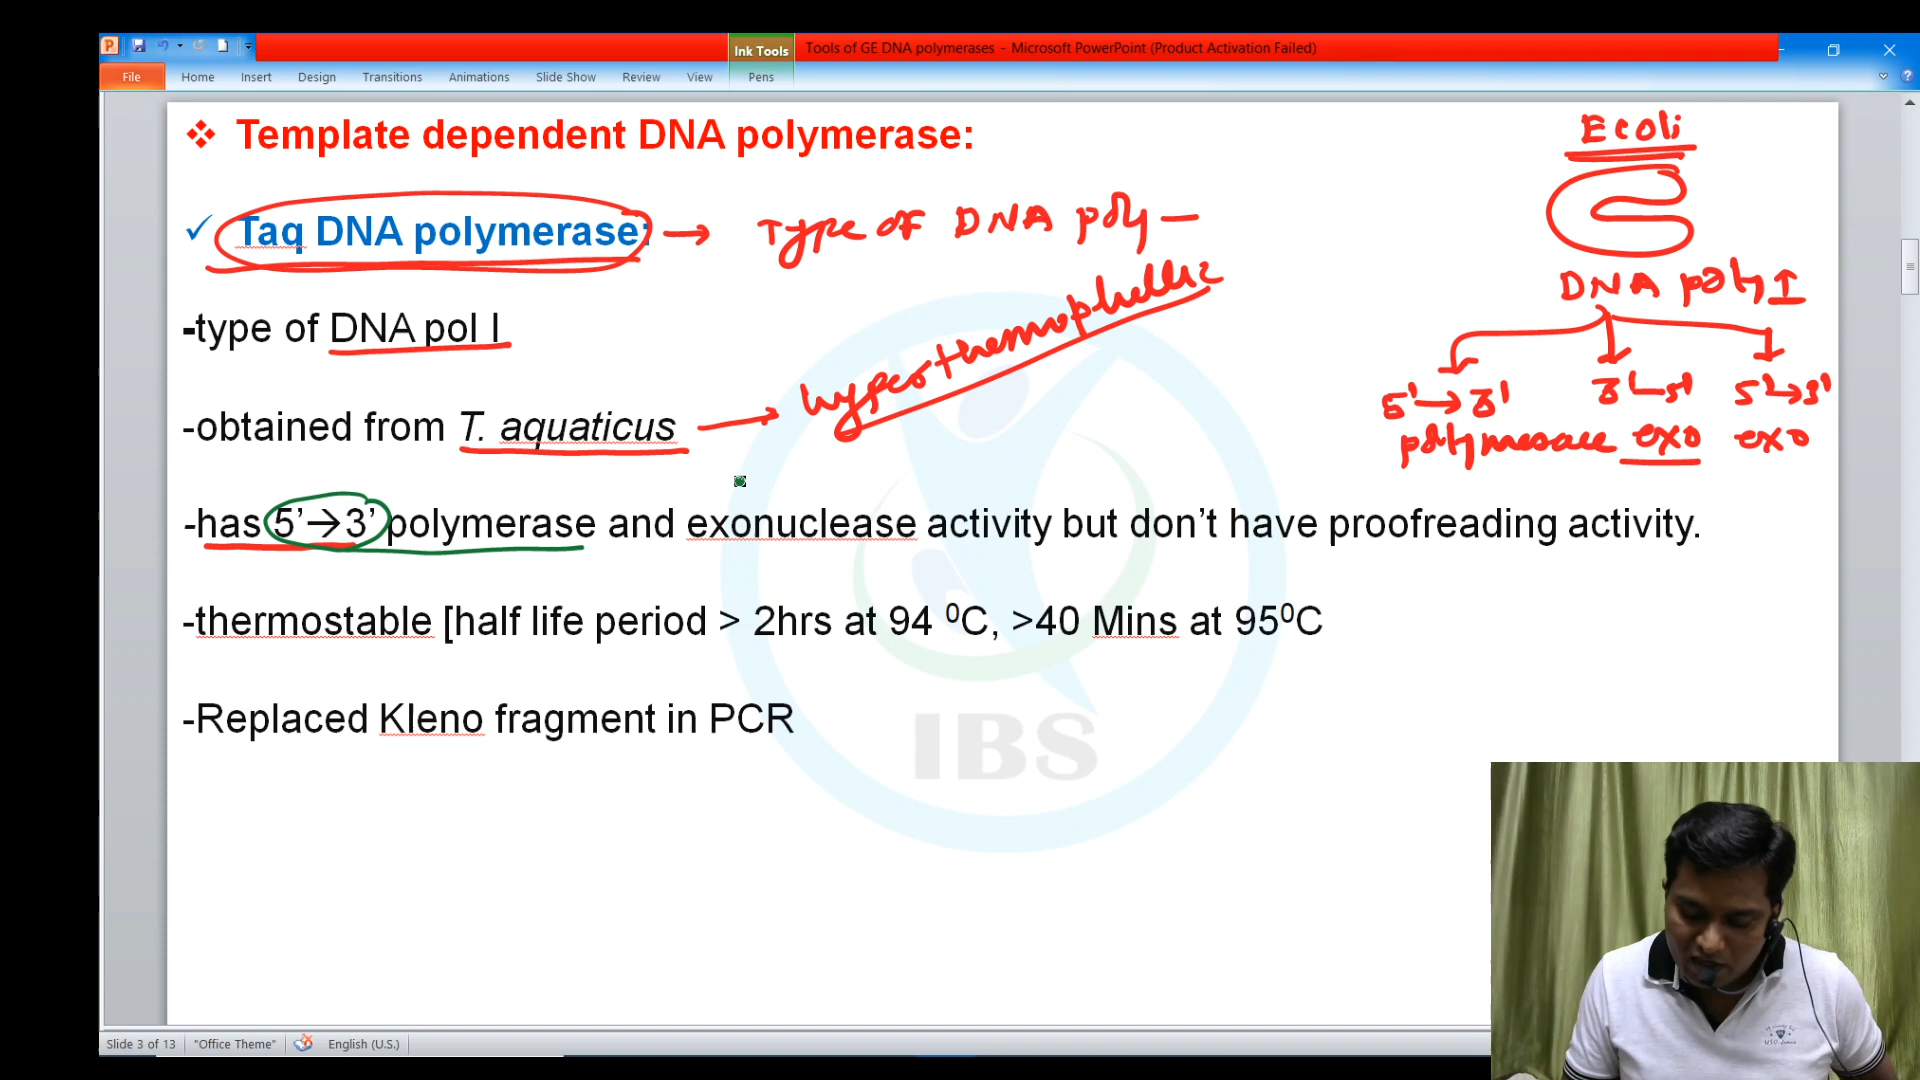 Ink Tools
Tools of GE DNA polymerases - Microsoft PowerPoint (Product Activation Failed)
File Home Insert Design Transitions Animations Slide Show Review View Pens
❖ Template dependent DNA polymerase:
Ecoli
✓ Taq DNA polymerase: → Type of DNA poly —
DNA poly I
-type of DNA pol I
hyperthermophellic
5' → 3' 3' - 5' 5' → 3'
polymerase exo exo
-obtained from T. aquaticus →
-has 5’→3’ polymerase and exonuclease activity but don’t have proofreading activity.
-thermostable [half life period > 2hrs at 94 ⁰C, >40 Mins at 95⁰C
-Replaced Kleno fragment in PCR
IBS
Slide 3 of 13 "Office Theme" English (U.S.)